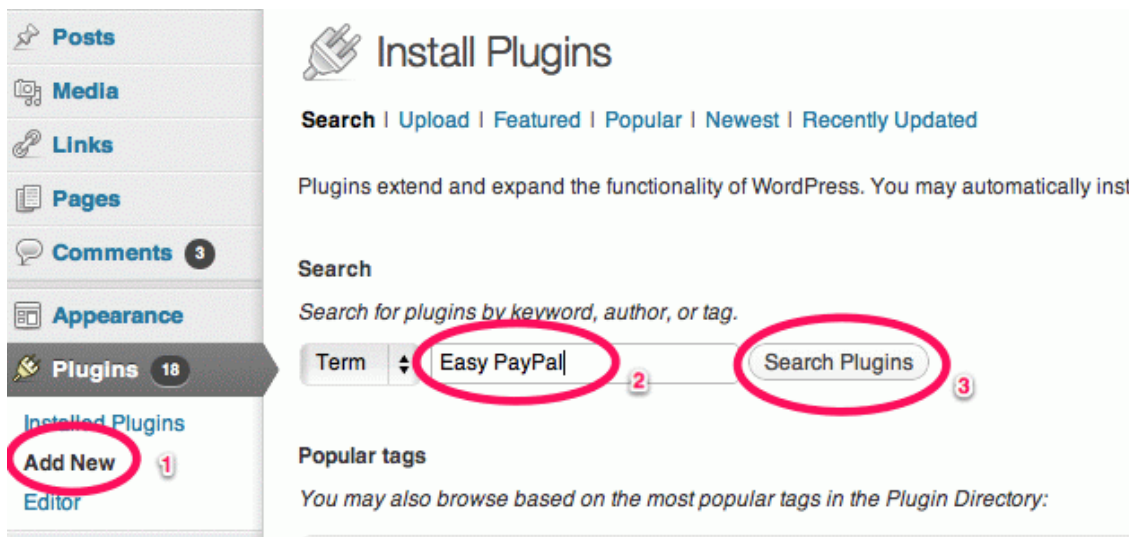 Posts
Media
Links
Pages
Comments 3
Appearance
Plugins 18
Installed Plugins
Add New 1
Editor
Install Plugins
Search | Upload | Featured | Popular | Newest | Recently Updated
Plugins extend and expand the functionality of WordPress. You may automatically inst
Search
Search for plugins by keyword, author, or tag.
Term Easy PayPal 2 Search Plugins 3
Popular tags
You may also browse based on the most popular tags in the Plugin Directory: